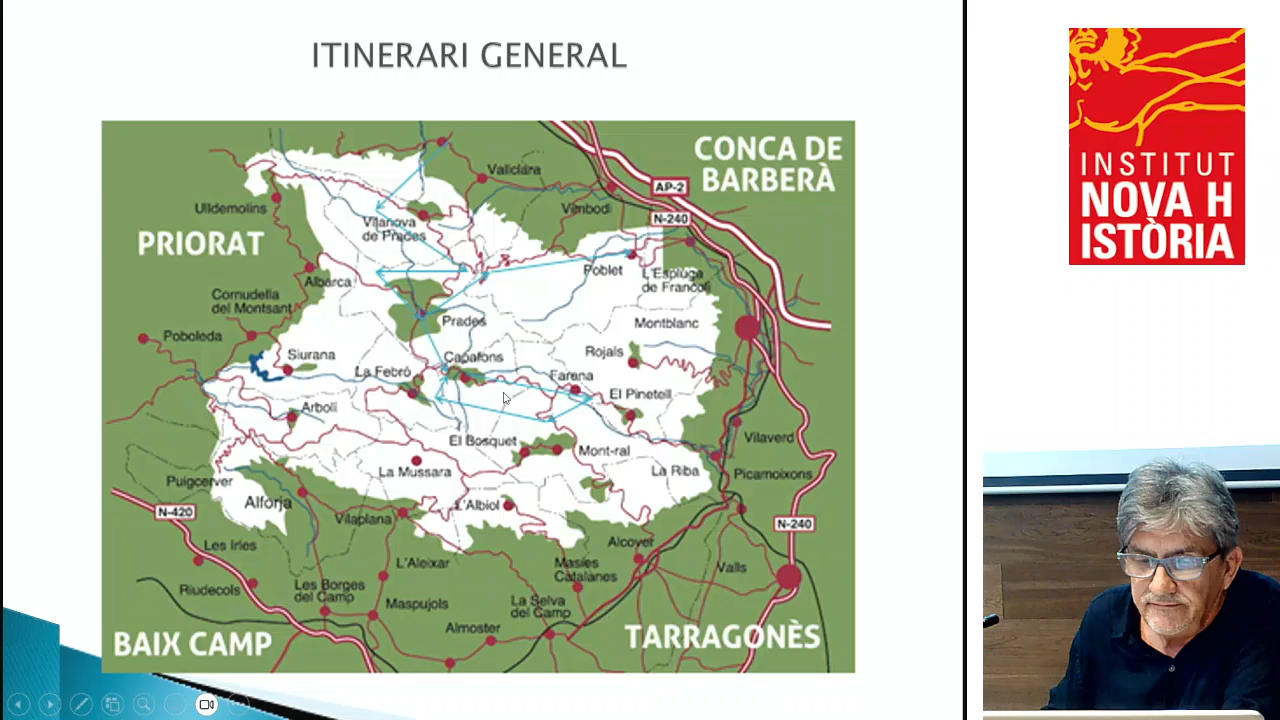 ITINERARI GENERAL
CONCA DE
BARBERÀ
Vallclara
AP-2
Ulldemolins
Vimbodí
N-240
Vilanova
de Prades
PRIORAT
Albarca
Poblet
L'Espluga
de Francolí
Cornudella
del Montsant
Prades
Montblanc
Poboleda
Siurana
Capafons
Rojals
La Febró
Farena
El Pinetell
Arbolí
El Bosquet
Mont-ral
Vilaverd
La Mussara
La Riba
Picamoixons
Puigcerver
Alforja
L'Albiol
N-420
Vilaplana
N-240
Les Irles
Alcover
L'Aleixar
Masies
Catalanes
Valls
Riudecols
Les Borges
del Camp
Maspujols
La Selva
del Camp
Almoster
BAIX CAMP
TARRAGONÈS
INSTITUT
NOVA H
ISTÒRIA